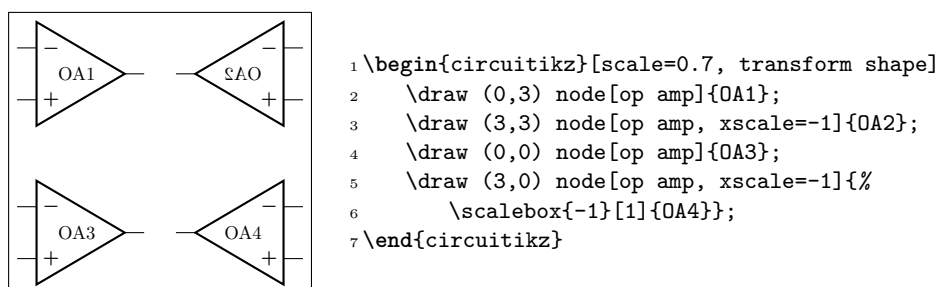 OA1
OA2
OA3
OA4
1 \begin{circuitikz}[scale=0.7, transform shape]
2 \draw (0,3) node[op amp]{OA1};
3 \draw (3,3) node[op amp, xscale=-1]{OA2};
4 \draw (0,0) node[op amp]{OA3};
5 \draw (3,0) node[op amp, xscale=-1]{%
6 \scalebox{-1}[1]{OA4}};
7 \end{circuitikz}